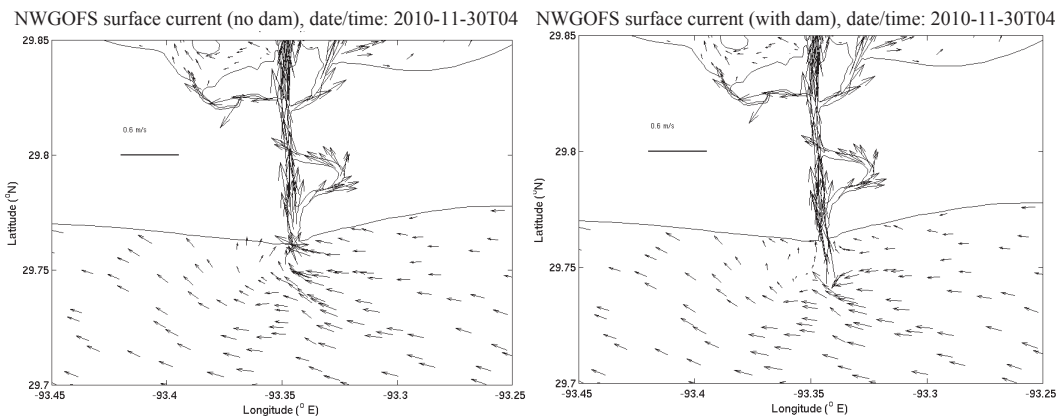 NWGOFS surface current (no dam), date/time: 2010-11-30T04
29.85
29.8
29.75
29.7
Latitude (°N)
0.6 m/s
-93.45 -93.4 -93.35 -93.3 -93.25
Longitude (° E)
NWGOFS surface current (with dam), date/time: 2010-11-30T04
29.85
29.8
29.75
29.7
Latitude (°N)
0.6 m/s
-93.45 -93.4 -93.35 -93.3 -93.25
Longitude (° E)